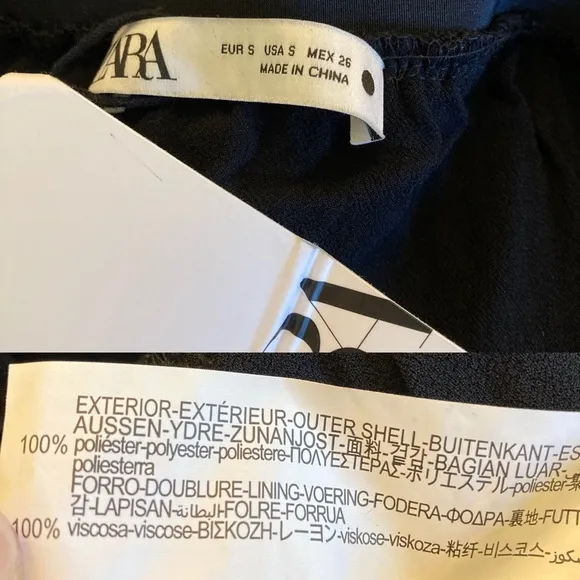 ZARA
EUR S USA S MEX 26
MADE IN CHINA
EXTERIOR-EXTÉRIEUR-OUTER SHELL-BUITENKANT-ES
AUSSEN-YDRE-ZUNANJOST-面料-겉감-BAGIAN LUAR-
100% poliéster-polyester-poliestere-ΠΟΛΥΕΣΤΕΡΑΣ-ポリエステル-poliester-聚
poliesterra
FORRO-DOUBLURE-LINING-VOERING-FODERA-ΦΟΔΡΑ-裏地-FUTT
감-LAPISAN-البطانة-FOLRE-FORRUA
100% viscosa-viscose-ΒΙΣΚΟΖΗ-レーヨン-viskose-viskoza-粘纤-비스코스-فسكوز